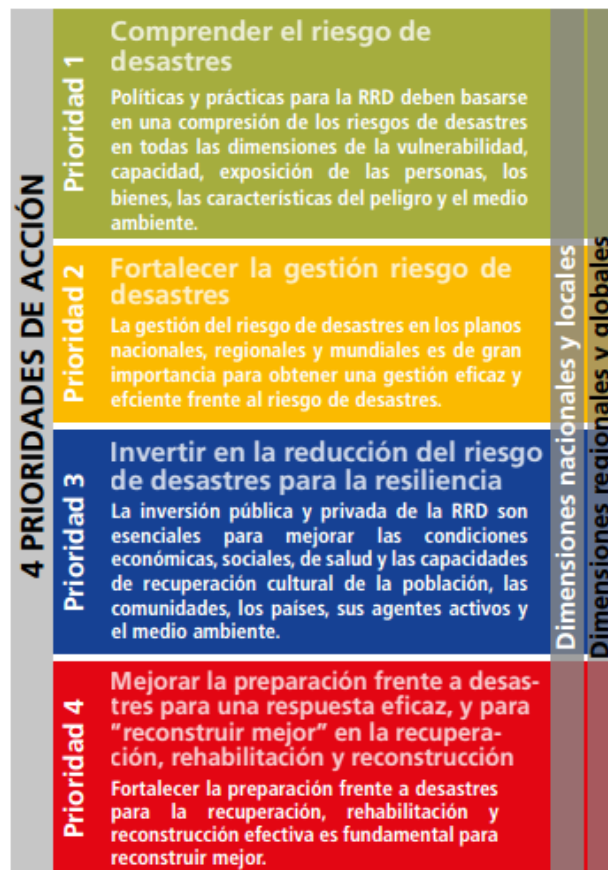 4 PRIORIDADES DE ACCIÓN
Prioridad 1
Comprender el riesgo de
desastres
Políticas y prácticas para la RRD deben basarse
en una compresión de los riesgos de desastres
en todas las dimensiones de la vulnerabilidad,
capacidad, exposición de las personas, los
bienes, las características del peligro y el medio
ambiente.
Prioridad 2
Fortalecer la gestión riesgo de
desastres
La gestión del riesgo de desastres en los planos
nacionales, regionales y mundiales es de gran
importancia para obtener una gestión eficaz y
efciente frente al riesgo de desastres.
Prioridad 3
Invertir en la reducción del riesgo
de desastres para la resiliencia
La inversión pública y privada de la RRD son
esenciales para mejorar las condiciones
económicas, sociales, de salud y las capacidades
de recuperación cultural de la población, las
comunidades, los países, sus agentes activos y
el medio ambiente.
Prioridad 4
Mejorar la preparación frente a desas-
tres para una respuesta eficaz, y para
"reconstruir mejor" en la recupera-
ción, rehabilitación y reconstrucción
Fortalecer la preparación frente a desastres
para la recuperación, rehabilitación y
reconstrucción efectiva es fundamental para
reconstruir mejor.
Dimensiones nacionales y locales
Dimensiones regionales y globales